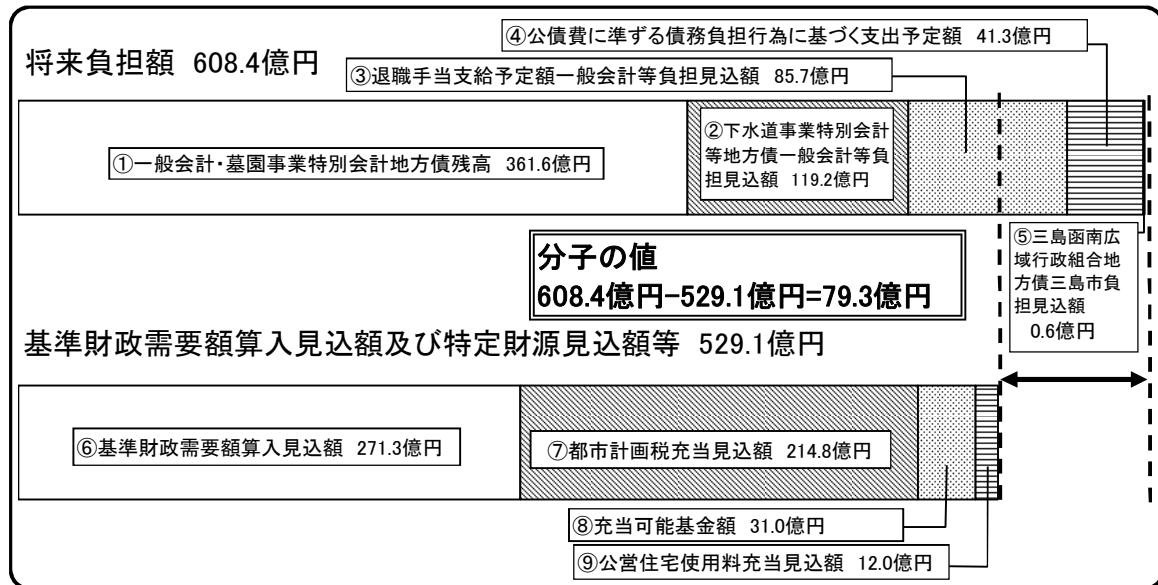 ④公債費に準ずる債務負担行為に基づく支出予定額 41.3億円
将来負担額 608.4億円
③退職手当支給予定額一般会計等負担見込額 85.7億円
①一般会計・墓園事業特別会計地方債残高 361.6億円
②下水道事業特別会計
等地方債一般会計等負
担見込額 119.2億円
⑤三島函南広
域行政組合地
方債三島市負
担見込額
0.6億円
分子の値
608.4億円−529.1億円=79.3億円
基準財政需要額算入見込額及び特定財源見込額等 529.1億円
⑥基準財政需要額算入見込額 271.3億円
⑦都市計画税充当見込額 214.8億円
⑧充当可能基金額 31.0億円
⑨公営住宅使用料充当見込額 12.0億円